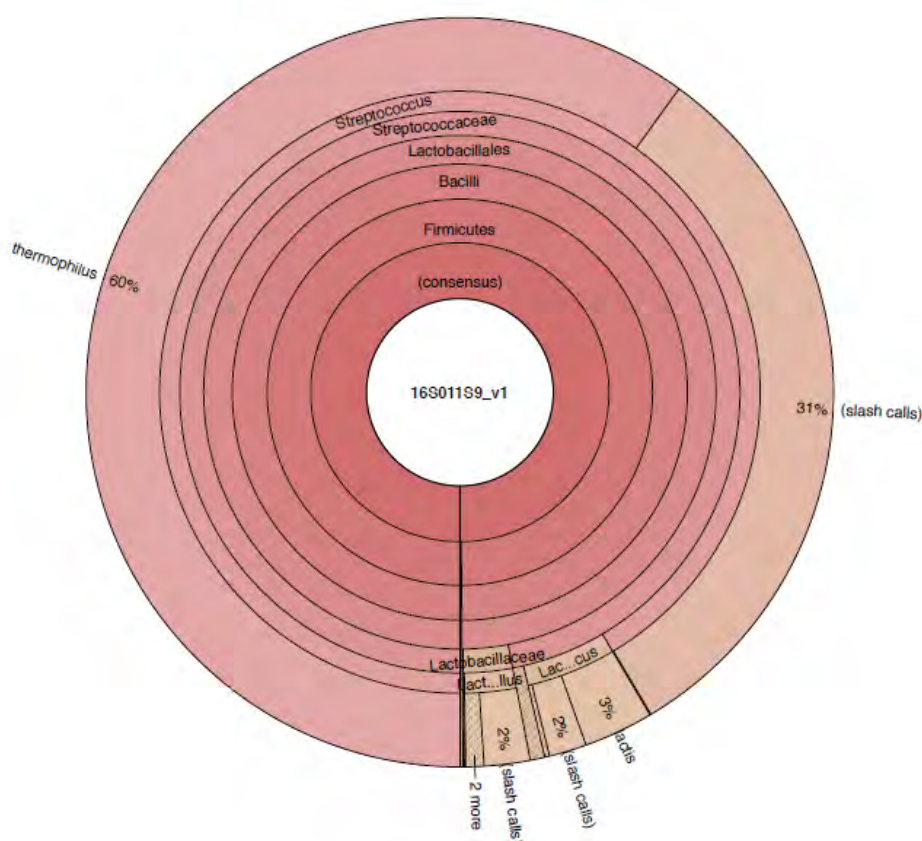 Streptococcus
Streptococcaceae
Lactobacillales
Bacilli
Firmicutes
(consensus)
thermophilus 60%
16S011S9_v1
31% (slash calls)
Lactobacillaceae
Lact...llus
Lac...cus
2 more
2% (slash calls)
2% (slash calls)
3% actis